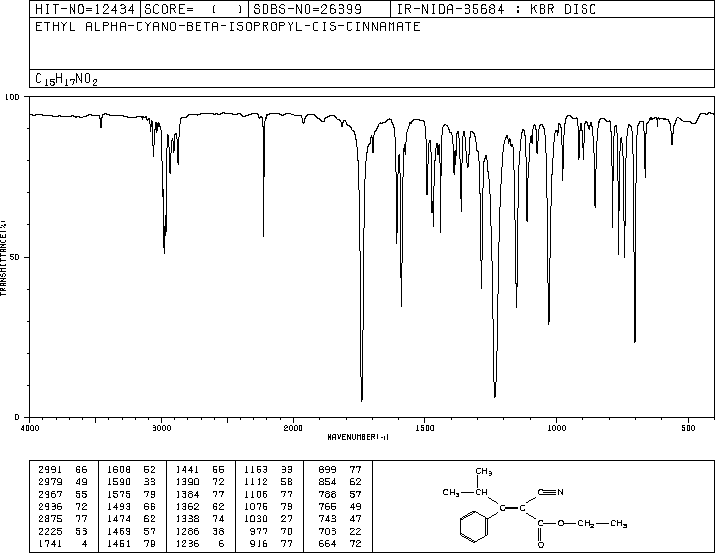 HIT-NO=12434 SCORE= ( ) SDBS-NO=26399 IR-NIDA-35684 : KBR DISC
ETHYL ALPHA-CYANO-BETA-ISOPROPYL-CIS-CINNAMATE
C15H17NO2
100
50
0
TRANSMITTANCE(%)
4000 3000 2000 1500 1000 500
WAVENUMBER(-1)
2991 66 1608 52 1441 55 1153 33 899 77
2979 49 1590 33 1390 72 1112 58 854 62
2967 55 1575 79 1384 77 1106 77 788 57
2936 72 1493 66 1362 62 1076 79 766 49
2875 77 1474 62 1338 74 1030 27 743 47
2225 53 1469 57 1286 38 977 70 703 22
1741 4 1461 79 1236 6 916 77 664 72
CH3
CH3 CH C≡N
C C
C O CH2 CH3
O